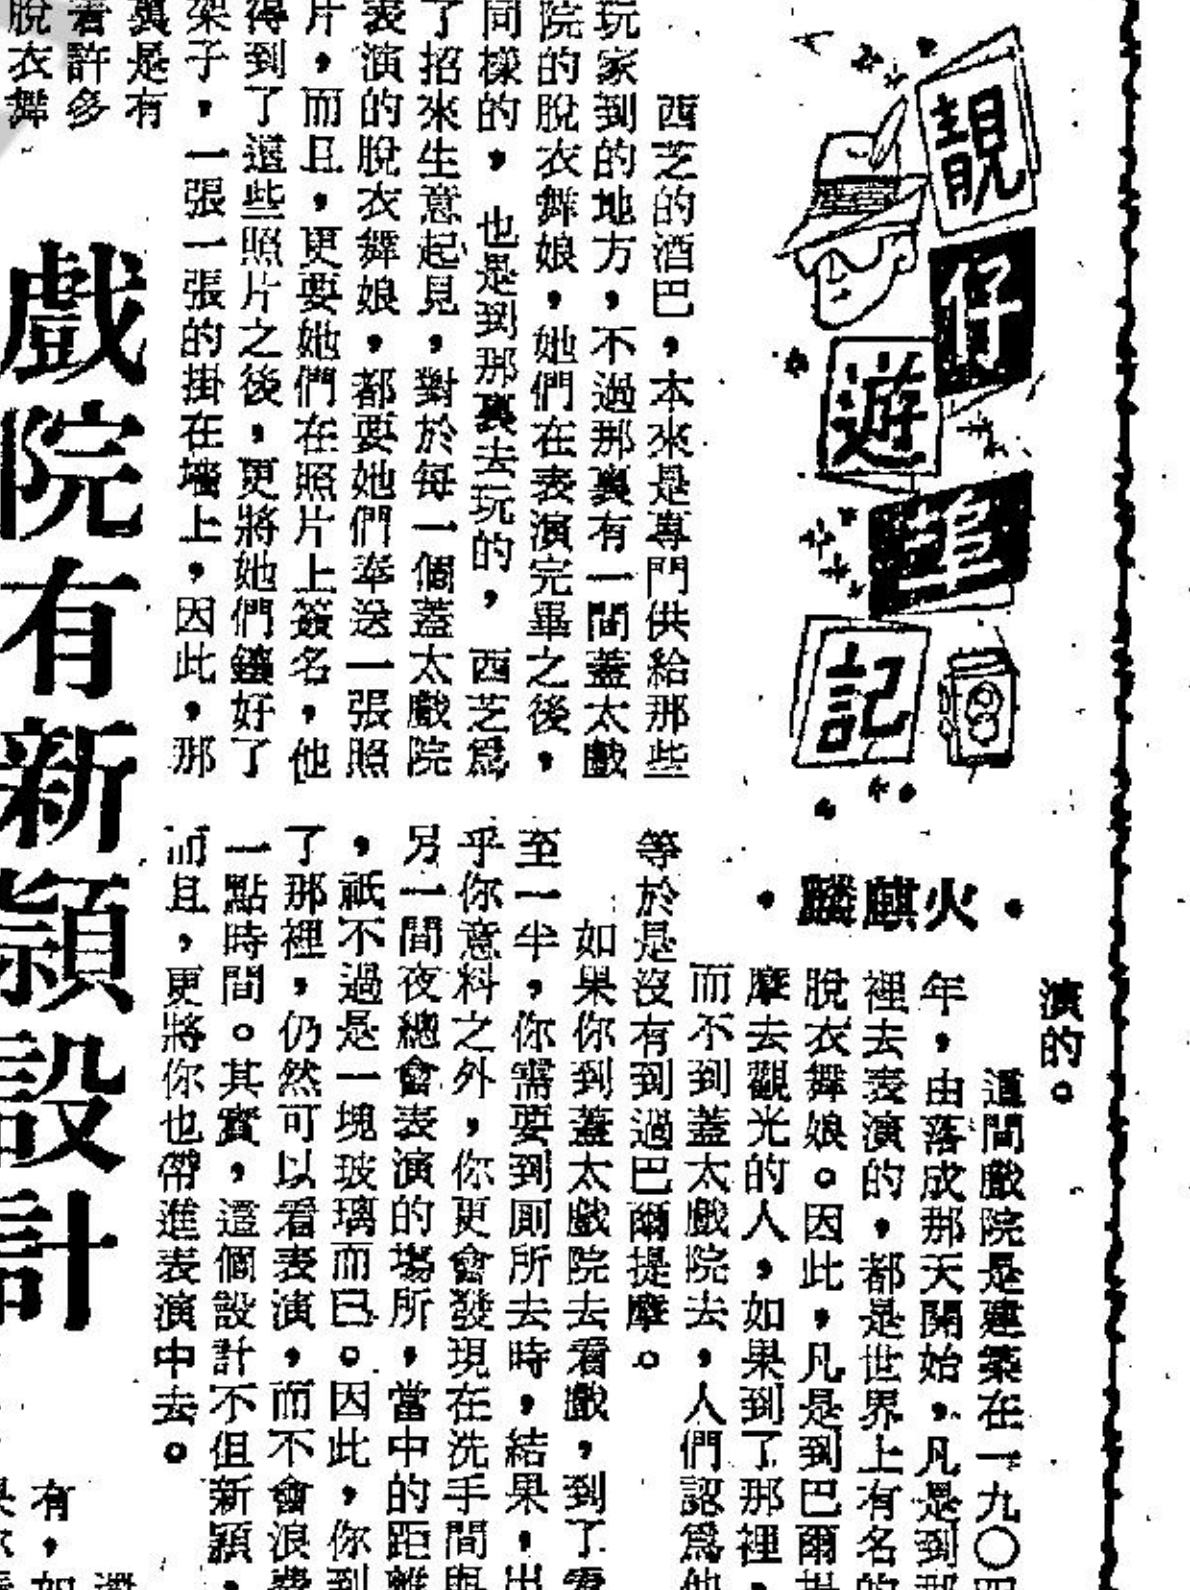 靚仔遊 記
•火麒麟•
戲院有新穎設計
西芝的酒巴，本來是專門供給那些
玩家到的地方，不過那裏有一間蓋太戲
院的脫衣舞娘，她們在表演完畢之後，
同樣的，也是到那裏去玩的，西芝爲
了招來生意起見，對於每一個蓋太戲院
表演的脫衣舞娘，都要她們奉送一張照
片，而且，更要她們在照片上簽名，他
得到了這些照片之後，更將她們鑲好了
架子，一張一張的掛在墻上，因此，那
裏是有
着許多
脫衣舞
演的。
這間戲院是建築在一九〇四
年，由落成那天開始，凡是到那
裡去表演的，都是世界上有名的
脫衣舞娘。因此，凡是到巴爾提
摩去觀光的人，如果到了那裡，
而不到蓋太戲院去，人們認爲他
等於是沒有到過巴爾提摩。
如果你到蓋太戲院去看戲，到了
至一半，你需要到厠所去時，結果，出
乎你意料之外，你更會發現在洗手間與
另一間夜總會表演的場所，當中的距離
，祇不過是一塊玻璃而已。因此，你到
了那裡，仍然可以看表演，而不會浪費
一點時間。其實，這個設計不但新穎，
而且，更將你也帶進表演中去。
有，如